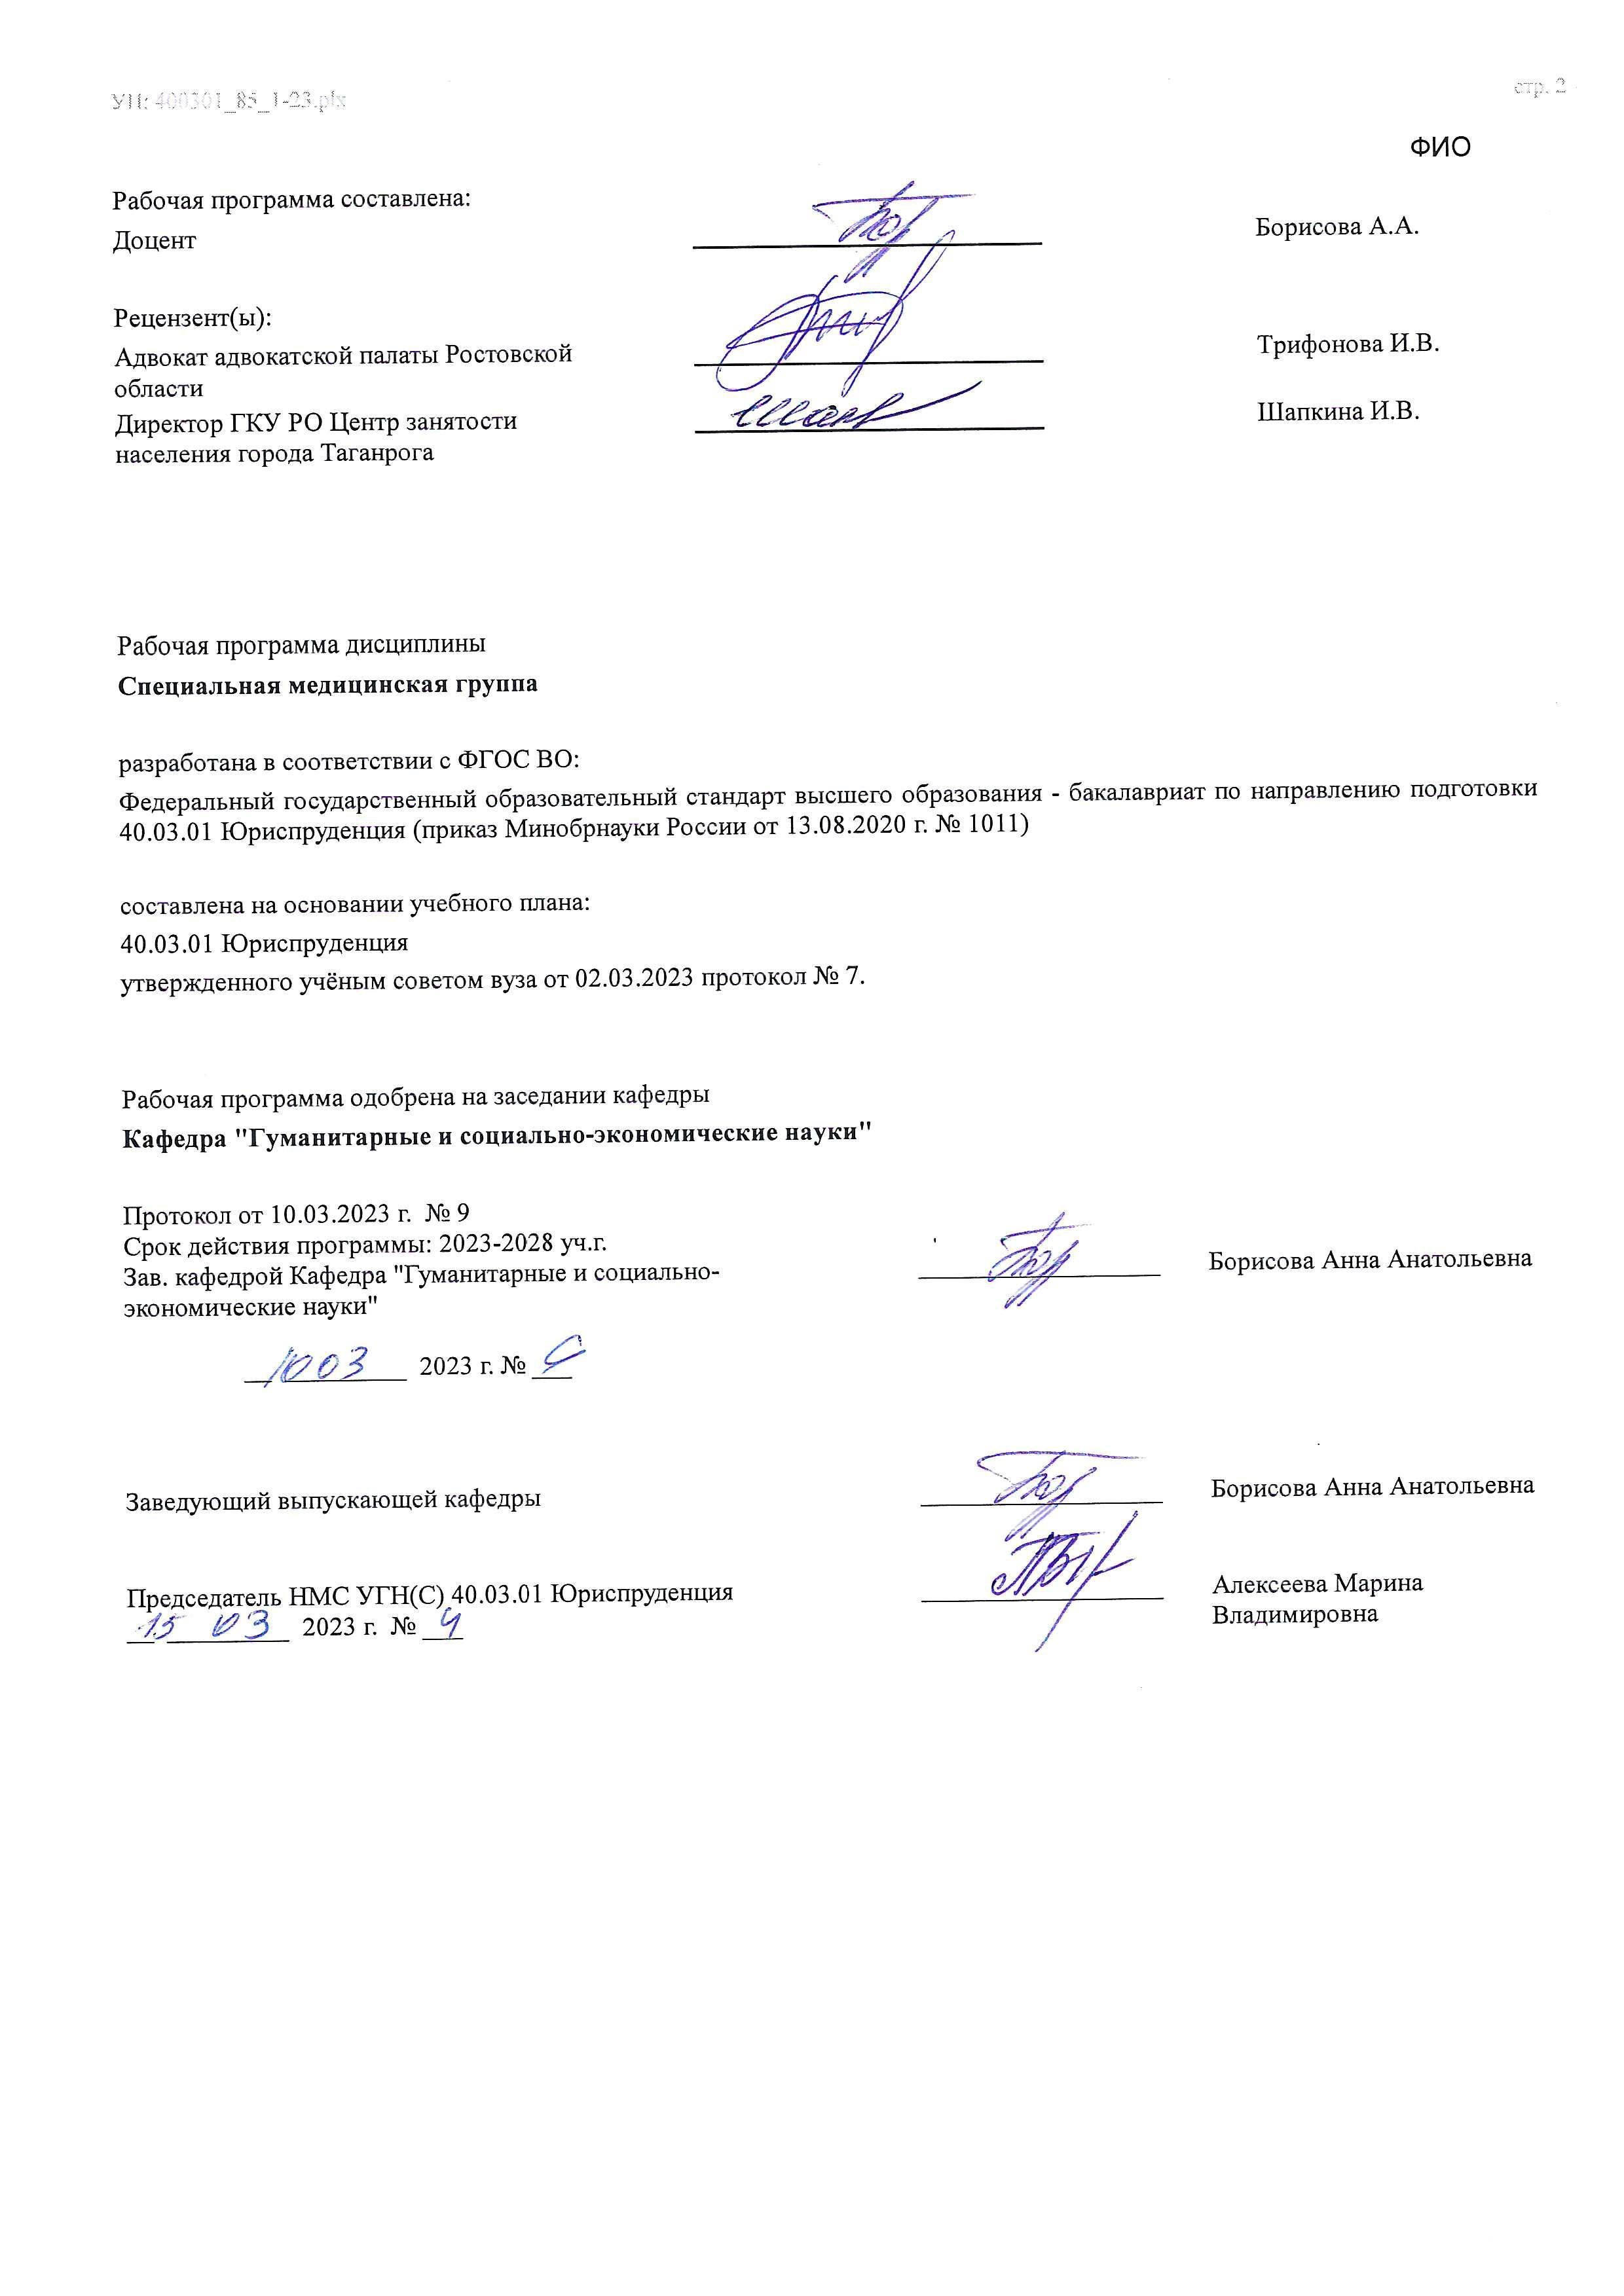 УП: 400301_85_1-23.plx
стр. 2
ФИО
Рабочая программа составлена:
Доцент
Борисова А.А.
Рецензент(ы):
Адвокат адвокатской палаты Ростовской
области
Трифонова И.В.
Директор ГКУ РО Центр занятости
населения города Таганрога
Шапкина И.В.
Рабочая программа дисциплины
Специальная медицинская группа
разработана в соответствии с ФГОС ВО:
Федеральный государственный образовательный стандарт высшего образования - бакалавриат по направлению подготовки
40.03.01 Юриспруденция (приказ Минобрнауки России от 13.08.2020 г. № 1011)
составлена на основании учебного плана:
40.03.01 Юриспруденция
утвержденного учёным советом вуза от 02.03.2023 протокол № 7.
Рабочая программа одобрена на заседании кафедры
Кафедра "Гуманитарные и социально-экономические науки"
Протокол от 10.03.2023 г. № 9
Срок действия программы: 2023-2028 уч.г.
Зав. кафедрой Кафедра "Гуманитарные и социально-
экономические науки"
Борисова Анна Анатольевна
10 03 2023 г. № 9
Заведующий выпускающей кафедры
Борисова Анна Анатольевна
Председатель НМС УГН(С) 40.03.01 Юриспруденция
Алексеева Марина
Владимировна
15 03 2023 г. № 4